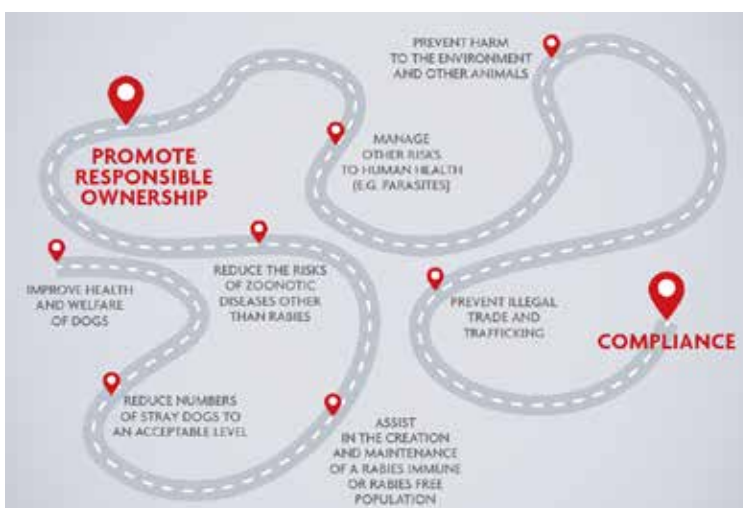 PREVENT HARM
TO THE ENVIRONMENT
AND OTHER ANIMALS
PROMOTE
RESPONSIBLE
OWNERSHIP
MANAGE
OTHER RISKS
TO HUMAN HEALTH
(E.G. PARASITES)
IMPROVE HEALTH
AND WELFARE
OF DOGS
REDUCE THE RISKS
OF ZOONOTIC
DISEASES OTHER
THAN RABIES
PREVENT ILLEGAL
TRADE AND
TRAFFICKING
COMPLIANCE
REDUCE NUMBERS
OF STRAY DOGS TO
AN ACCEPTABLE LEVEL
ASSIST
IN THE CREATION
AND MAINTENANCE
OF A RABIES IMMUNE
OR RABIES FREE
POPULATION